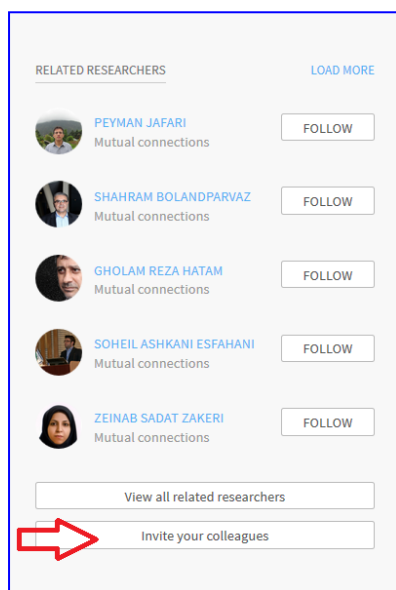 RELATED RESEARCHERS LOAD MORE
PEYMAN JAFARI
Mutual connections
FOLLOW
SHAHRAM BOLANDPARVAZ
Mutual connections
FOLLOW
GHOLAM REZA HATAM
Mutual connections
FOLLOW
SOHEIL ASHKANI ESFAHANI
Mutual connections
FOLLOW
ZEINAB SADAT ZAKERI
Mutual connections
FOLLOW
View all related researchers
Invite your colleagues